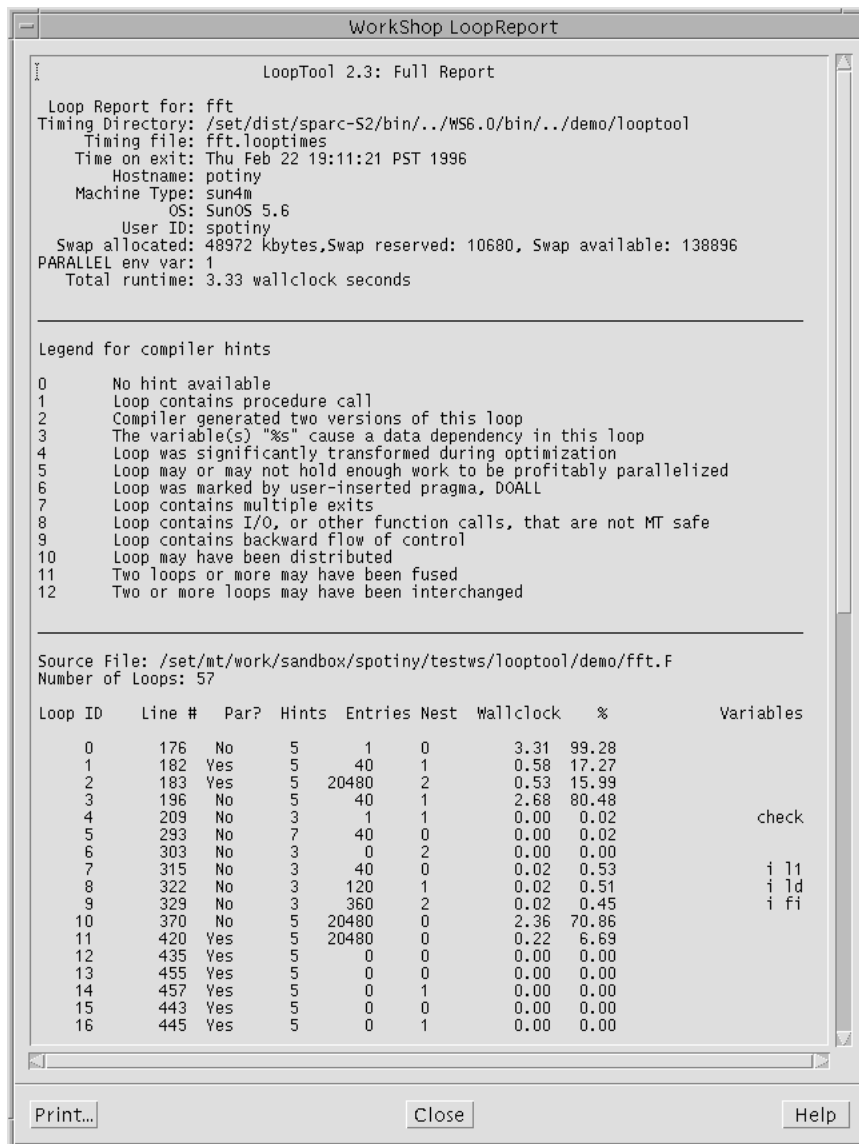 WorkShop LoopReport
LoopTool 2.3: Full Report
Loop Report for: fft
Timing Directory: /set/dist/sparc-S2/bin/../WS6.0/bin/../demo/looptool
Timing file: fft.looptimes
Time on exit: Thu Feb 22 19:11:21 PST 1996
Hostname: potiny
Machine Type: sun4m
OS: SunOS 5.6
User ID: spotiny
Swap allocated: 48972 kbytes,Swap reserved: 10680, Swap available: 138896
PARALLEL env var: 1
Total runtime: 3.33 wallclock seconds
Legend for compiler hints
0 No hint available
1 Loop contains procedure call
2 Compiler generated two versions of this loop
3 The variable(s) "%s" cause a data dependency in this loop
4 Loop was significantly transformed during optimization
5 Loop may or may not hold enough work to be profitably parallelized
6 Loop was marked by user-inserted pragma, DOALL
7 Loop contains multiple exits
8 Loop contains I/O, or other function calls, that are not MT safe
9 Loop contains backward flow of control
10 Loop may have been distributed
11 Two loops or more may have been fused
12 Two or more loops may have been interchanged
Source File: /set/mt/work/sandbox/spotiny/testws/looptool/demo/fft.F
Number of Loops: 57
Loop ID Line # Par? Hints Entries Nest Wallclock % Variables
0 176 No 5 1 0 3.31 99.28
1 182 Yes 5 40 1 0.58 17.27
2 183 Yes 5 20480 2 0.53 15.99
3 196 No 5 40 1 2.68 80.48
4 209 No 3 1 1 0.00 0.02 check
5 293 No 7 40 0 0.00 0.02
6 303 No 3 0 2 0.00 0.00
7 315 No 3 40 0 0.02 0.53 i l1
8 322 No 3 120 1 0.02 0.51 i ld
9 329 No 3 360 2 0.02 0.45 i fi
10 370 No 5 20480 0 2.36 70.86
11 420 Yes 5 20480 0 0.22 6.69
12 435 Yes 5 0 0 0.00 0.00
13 455 Yes 5 0 0 0.00 0.00
14 457 Yes 5 0 1 0.00 0.00
15 443 Yes 5 0 0 0.00 0.00
16 445 Yes 5 0 1 0.00 0.00
Print... Close Help